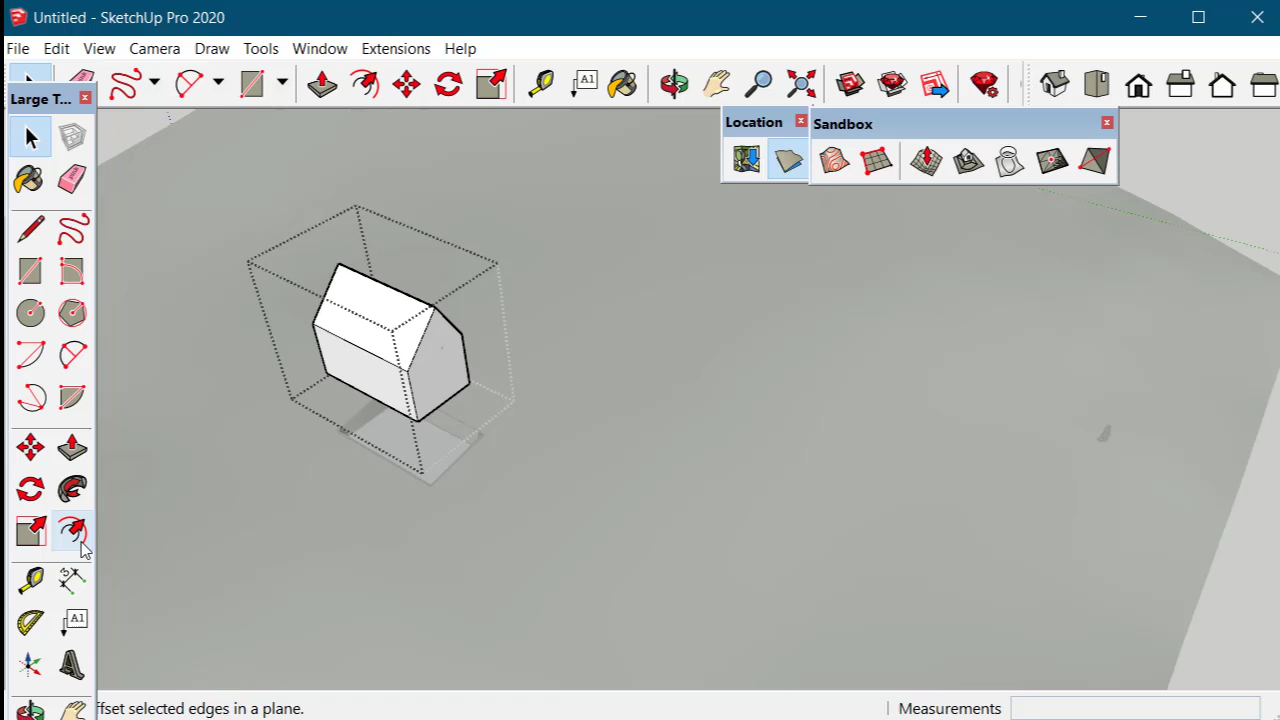 Untitled - SketchUp Pro 2020
File Edit View Camera Draw Tools Window Extensions Help
A1
Large T...
Location
Sandbox
3
A1
A
ffset selected edges in a plane.
Measurements